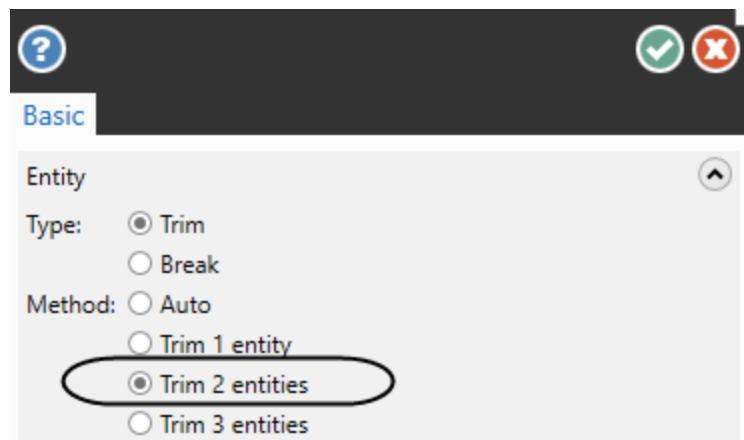 ?
Basic
Entity
Type: Trim
Break
Method: Auto
Trim 1 entity
Trim 2 entities
Trim 3 entities